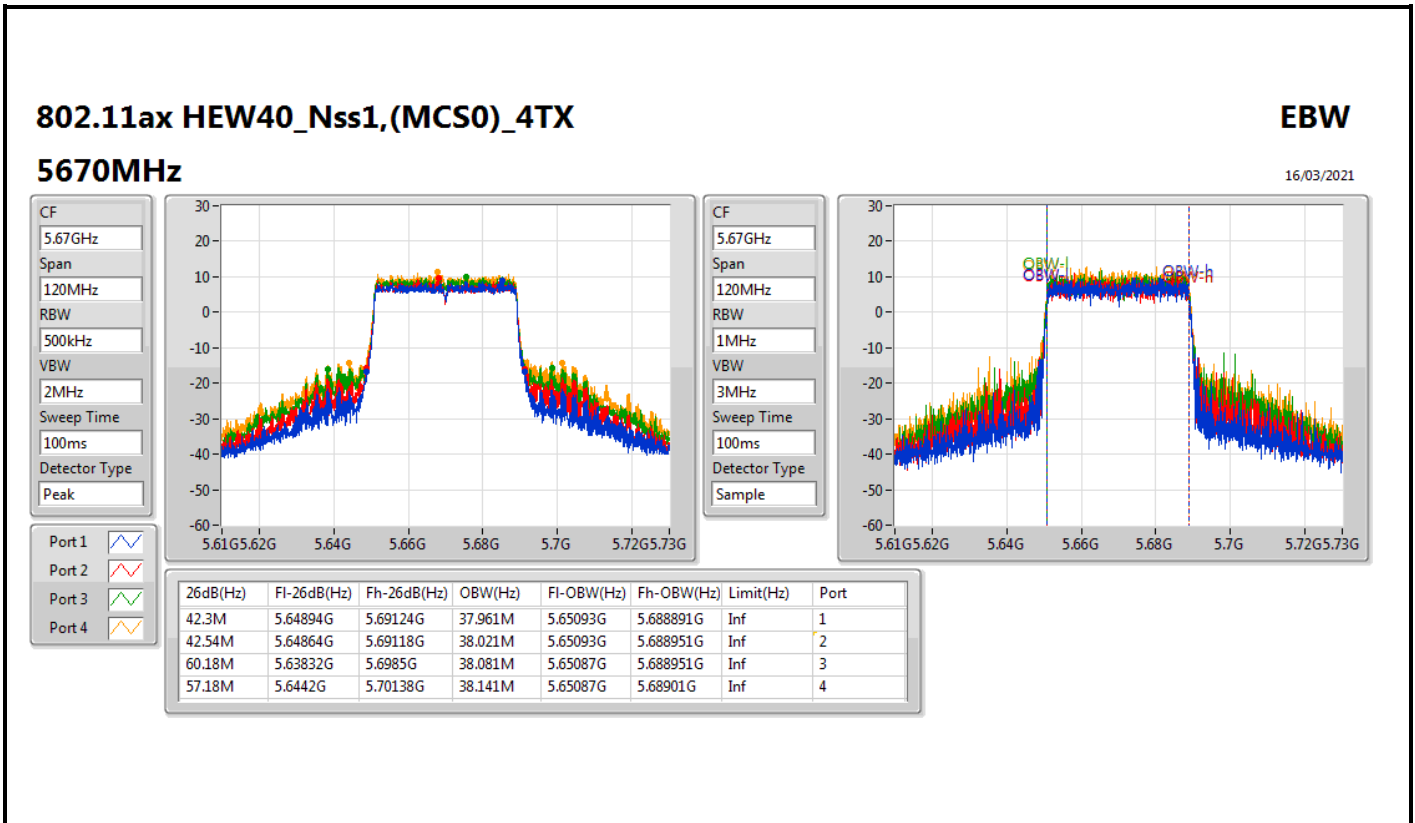 802.11ax HEW40_Nss1,(MCS0)_4TX
EBW
5670MHz
16/03/2021
CF
5.67GHz
Span
120MHz
RBW
500kHz
VBW
2MHz
Sweep Time
100ms
Detector Type
Peak
30
20
10
0
-10
-20
-30
-40
-50
-60
5.61G 5.62G 5.64G 5.66G 5.68G 5.7G 5.72G 5.73G
CF
5.67GHz
Span
120MHz
RBW
1MHz
VBW
3MHz
Sweep Time
100ms
Detector Type
Sample
30
20
10
0
-10
-20
-30
-40
-50
-60
OBW-l
OBW-h
5.61G 5.62G 5.64G 5.66G 5.68G 5.7G 5.72G 5.73G
Port 1
Port 2
Port 3
Port 4
26dB(Hz) Fl-26dB(Hz) Fh-26dB(Hz) OBW(Hz) Fl-OBW(Hz) Fh-OBW(Hz) Limit(Hz) Port
42.3M 5.64894G 5.69124G 37.961M 5.65093G 5.688891G Inf 1
42.54M 5.64864G 5.69118G 38.021M 5.65093G 5.688951G Inf 2
60.18M 5.63832G 5.6985G 38.081M 5.65087G 5.688951G Inf 3
57.18M 5.6442G 5.70138G 38.141M 5.65087G 5.68901G Inf 4